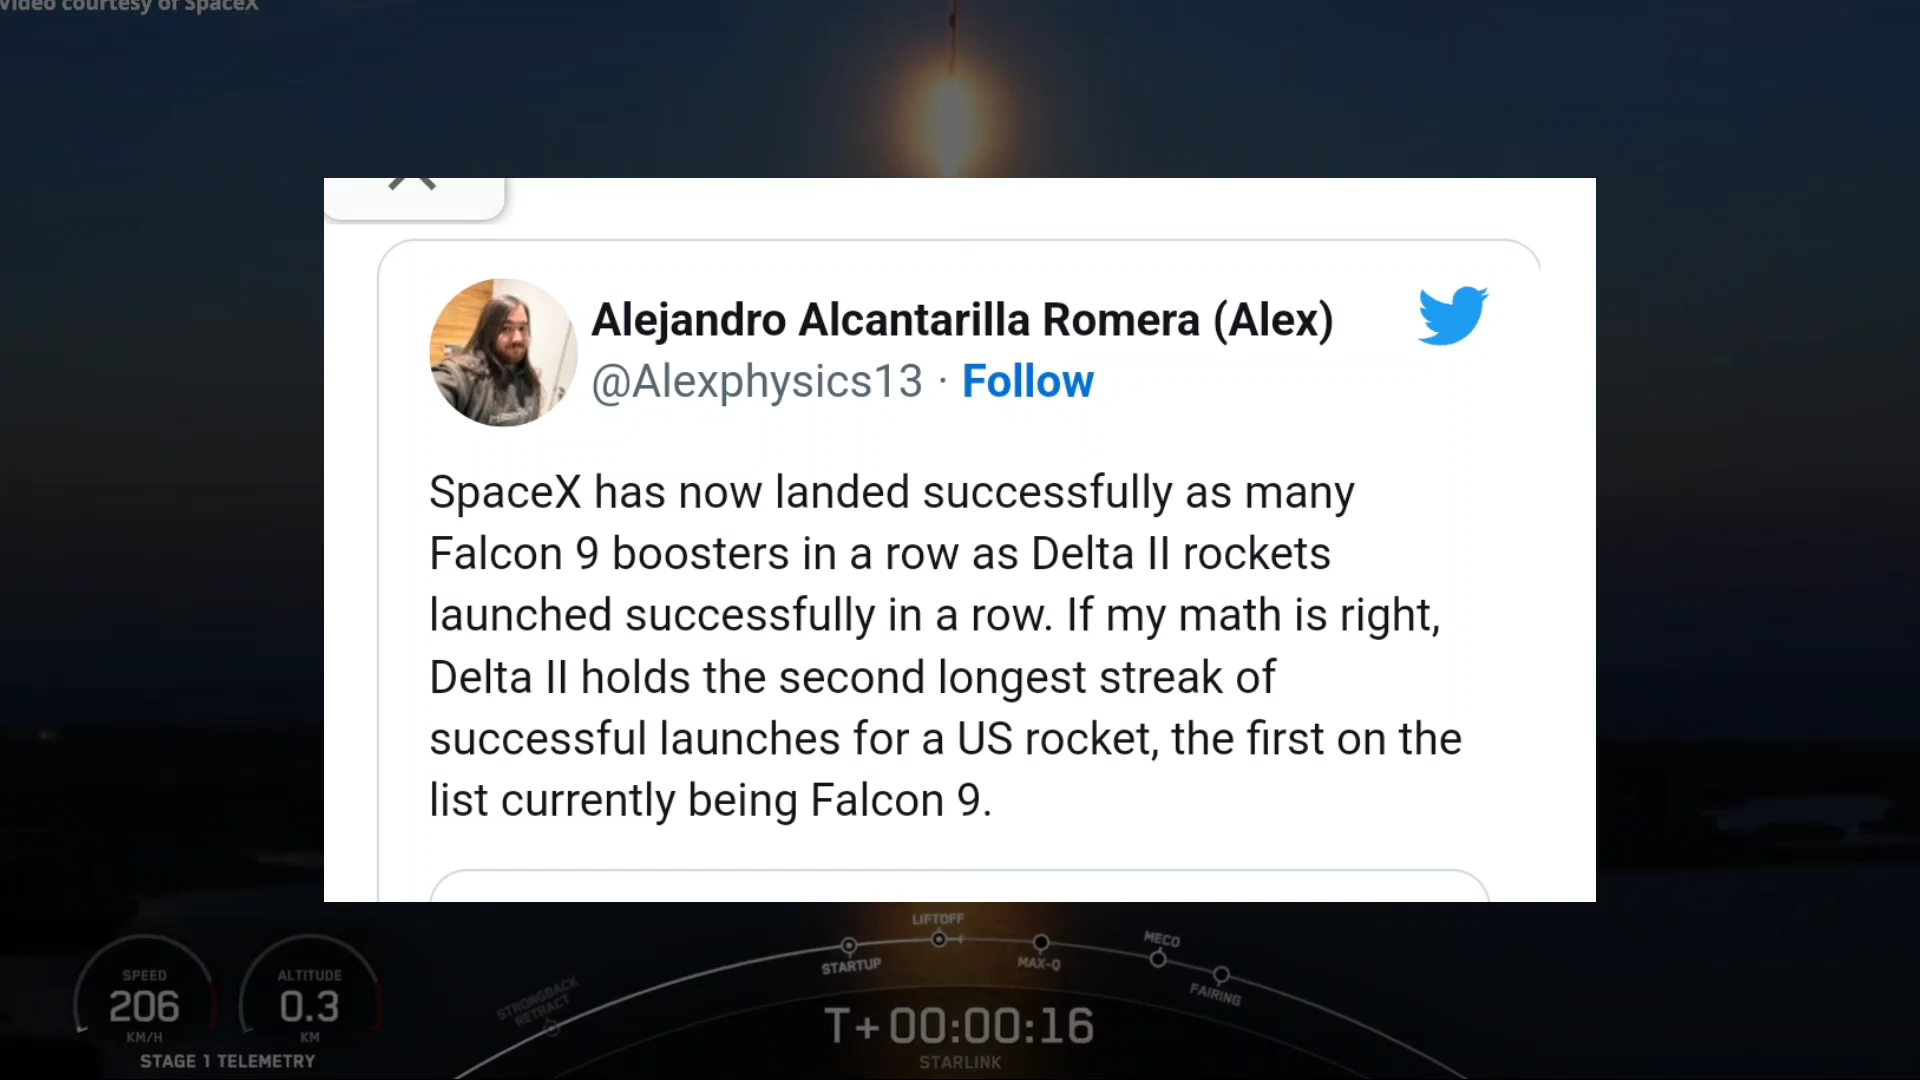 Video courtesy of SpaceX
Alejandro Alcantarilla Romera (Alex)
@Alexphysics13 · Follow
SpaceX has now landed successfully as many
Falcon 9 boosters in a row as Delta II rockets
launched successfully in a row. If my math is right,
Delta II holds the second longest streak of
successful launches for a US rocket, the first on the
list currently being Falcon 9.
LIFTOFF
MECO
STARTUP
MAX-Q
FAIRING
STRONGBACK
RETRACT
SPEED
206
KM/H
ALTITUDE
0.3
KM
STAGE 1 TELEMETRY
T+00:00:16
STARLINK